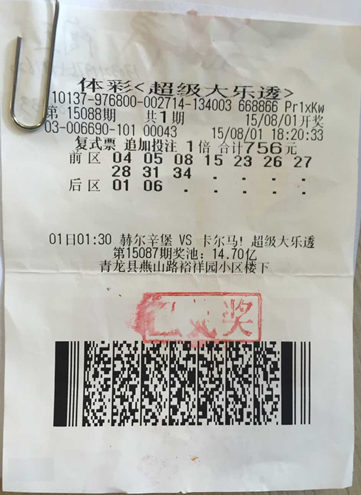 体彩<超级大乐透>
10137-976800-002714-134003 668866 Pr1xKw
第 15088期 共1期 15/08/01开奖
03-006690-101 00043 15/08/01 18:20:33
复式票 追加投注 1倍 合计756元
前区 04 05 08 15 23 26 27
28 31 34 . . . .
后区 01 06 . . . . .
01日01:30 赫尔辛堡 VS 卡尔马! 超级大乐透
第15087期奖池: 14.70亿
青龙县燕山路裕祥园小区楼下
已兑奖